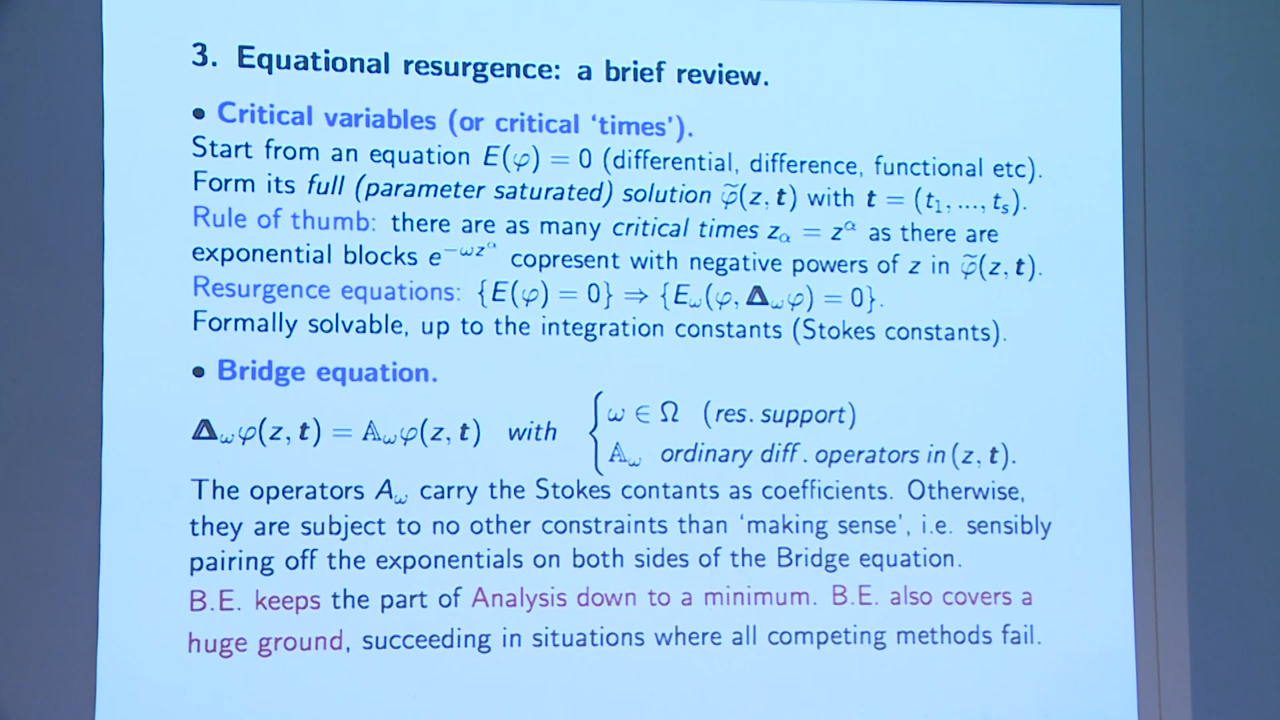 3. Equational resurgence: a brief review.
• Critical variables (or critical ‘times’).
Start from an equation E(φ) = 0 (differential, difference, functional etc).
Form its full (parameter saturated) solution φ̃(z, t) with t = (t₁, ..., tₛ).
Rule of thumb: there are as many critical times z_α = z^α as there are
exponential blocks e^{−ωz^α} copresent with negative powers of z in φ̃(z, t).
Resurgence equations: {E(φ) = 0} ⇒ {E_ω(φ, Δ_ωφ) = 0}.
Formally solvable, up to the integration constants (Stokes constants).
• Bridge equation.
Δ_ωφ(z, t) = 𝔸_ωφ(z, t) with { ω ∈ Ω (res. support)
𝔸_ω ordinary diff. operators in (z, t).
The operators A_ω carry the Stokes contants as coefficients. Otherwise,
they are subject to no other constraints than ‘making sense’, i.e. sensibly
pairing off the exponentials on both sides of the Bridge equation.
B.E. keeps the part of Analysis down to a minimum. B.E. also covers a
huge ground, succeeding in situations where all competing methods fail.